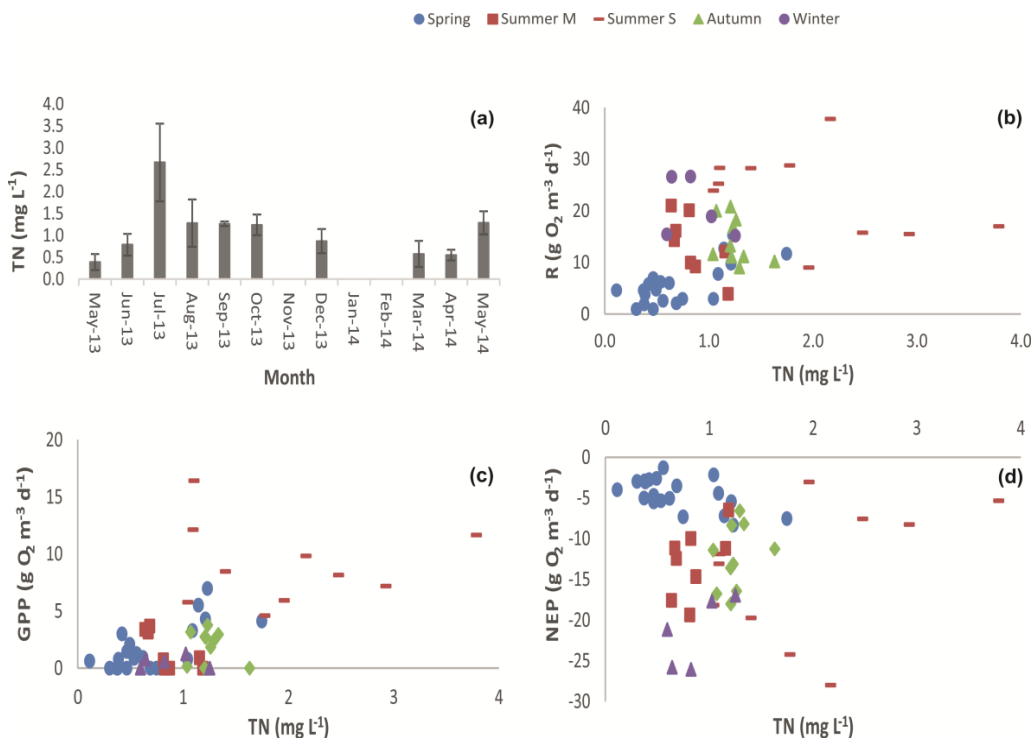 Spring Summer M Summer S Autumn Winter
(a)
TN (mg L-1)
4.0
3.5
3.0
2.5
2.0
1.5
1.0
0.5
0.0
May-13 Jun-13 Jul-13 Aug-13 Sep-13 Oct-13 Nov-13 Dec-13 Jan-14 Feb-14 Mar-14 Apr-14 May-14
Month
(b)
R (g O2 m-3 d-1)
40
30
20
10
0
0.0 1.0 2.0 3.0 4.0
TN (mg L-1)
(c)
GPP (g O2 m-3 d-1)
20
15
10
5
0
0 1 2 3 4
TN (mg L-1)
0 1 2 3 4
(d)
NEP (g O2 m-3 d-1)
0
-5
-10
-15
-20
-25
-30
TN (mg L-1)